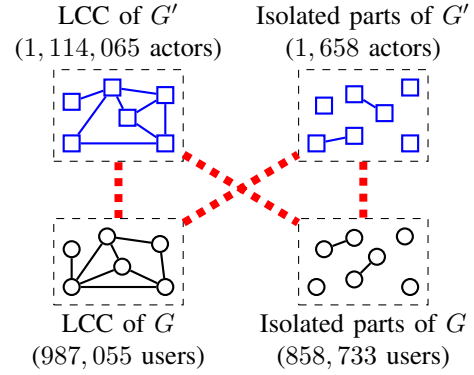 LCC of G′
(1, 114, 065 actors)
Isolated parts of G′
(1, 658 actors)
LCC of G
(987, 055 users)
Isolated parts of G
(858, 733 users)